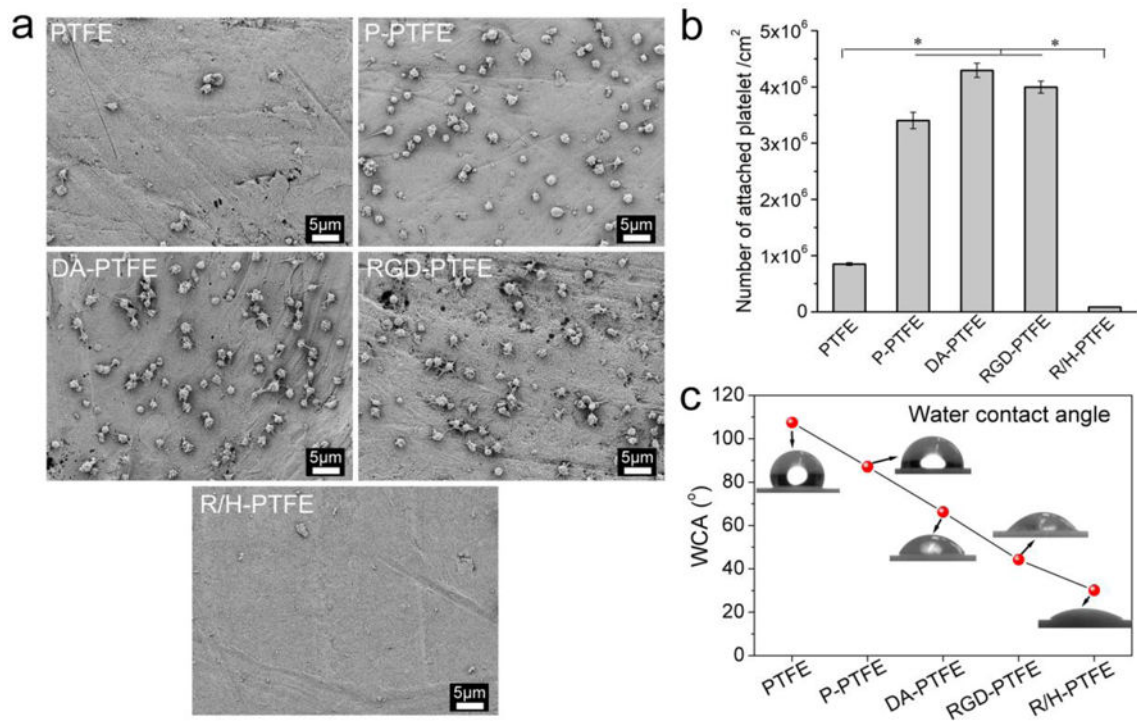 a
PTFE
5μm
P-PTFE
5μm
DA-PTFE
5μm
RGD-PTFE
5μm
R/H-PTFE
5μm
b
Number of attached platelet /cm²
5x10⁶
4x10⁶
3x10⁶
2x10⁶
1x10⁶
0
* *
PTFE
P-PTFE
DA-PTFE
RGD-PTFE
R/H-PTFE
c
Water contact angle
WCA (°)
120
100
80
60
40
20
0
PTFE
P-PTFE
DA-PTFE
RGD-PTFE
R/H-PTFE